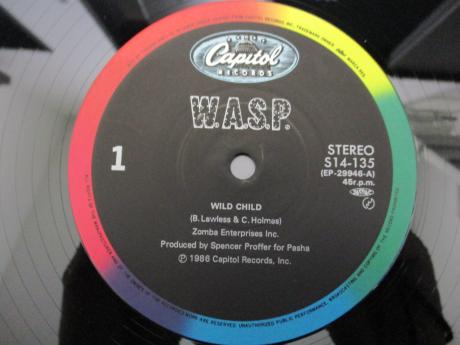 Capitol
RECORDS
W.A.S.P.
1
STEREO
S14-135
(EP-29946-A)
45r.p.m.
WILD CHILD
(B. Lawless & C. Holmes)
Zomba Enterprises Inc.
Produced by Spencer Proffer for Pasha
℗ 1986 Capitol Records, Inc.